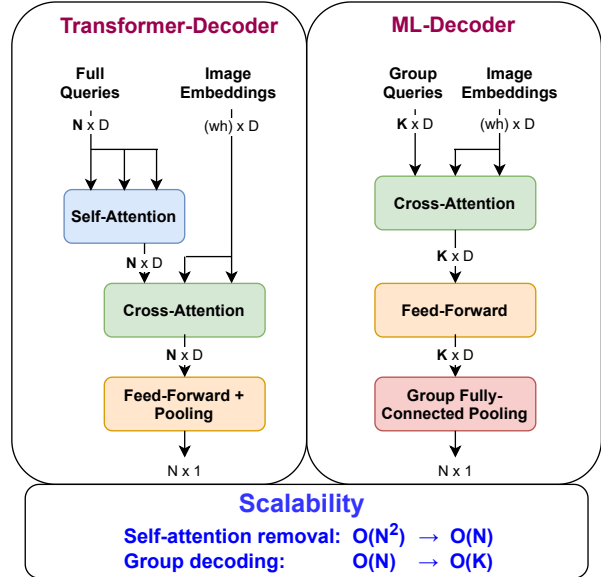 Transformer-Decoder
Full
Queries
Image
Embeddings
N x D
(wh) x D
Self-Attention
N x D
Cross-Attention
N x D
Feed-Forward +
Pooling
N x 1
ML-Decoder
Group
Queries
Image
Embeddings
K x D
(wh) x D
Cross-Attention
K x D
Feed-Forward
K x D
Group Fully-
Connected Pooling
N x 1
Scalability
Self-attention removal: O(N²) → O(N)
Group decoding: O(N) → O(K)